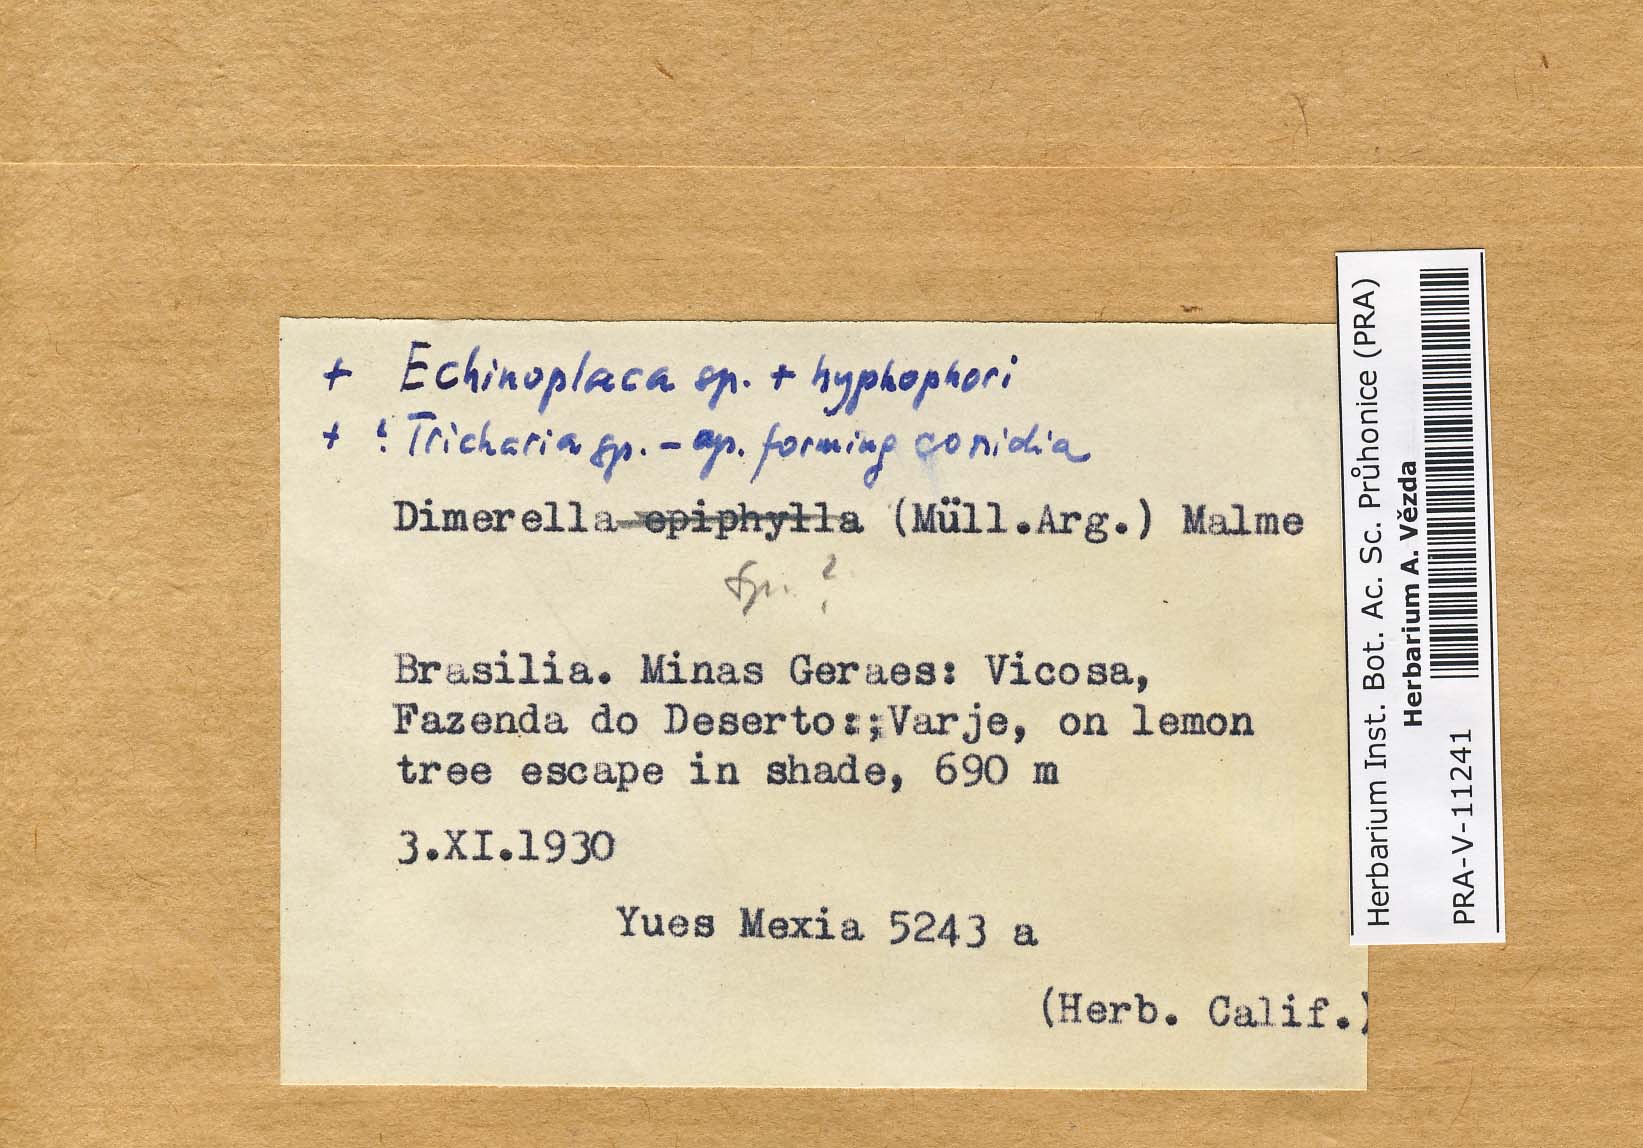 + Echinoplaca sp. + hyphophori
+ ? Tricharia sp. - ap. forming conidia
Dimerella epiphylla (Müll.Arg.) Malme
sp. ?
Brasilia. Minas Geraes: Vicosa,
Fazenda do Deserto:;Varje, on lemon
tree escape in shade, 690 m
3.XI.1930
Yues Mexia 5243 a
(Herb. Calif.)
Herbarium Inst. Bot. Ac. Sc. Průhonice (PRA)
Herbarium A. Vězda
PRA-V-11241